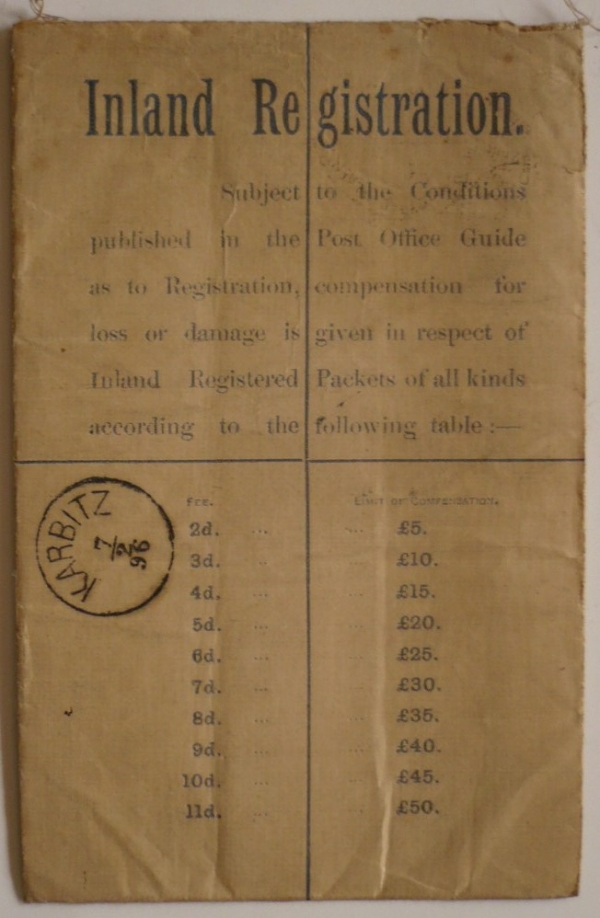 Inland Registration.
Subject to the Conditions
published in the Post Office Guide
as to Registration, compensation for
loss or damage is given in respect of
Inland Registered Packets of all kinds
according to the following table :—
FEE. LIMIT OF COMPENSATION.
2d. ... ... £5.
3d. ... ... £10.
4d. ... ... £15.
5d. ... ... £20.
6d. ... ... £25.
7d. ... ... £30.
8d. ... ... £35.
9d. ... ... £40.
10d. ... ... £45.
11d. ... ... £50.
KARBITZ
7/2
96